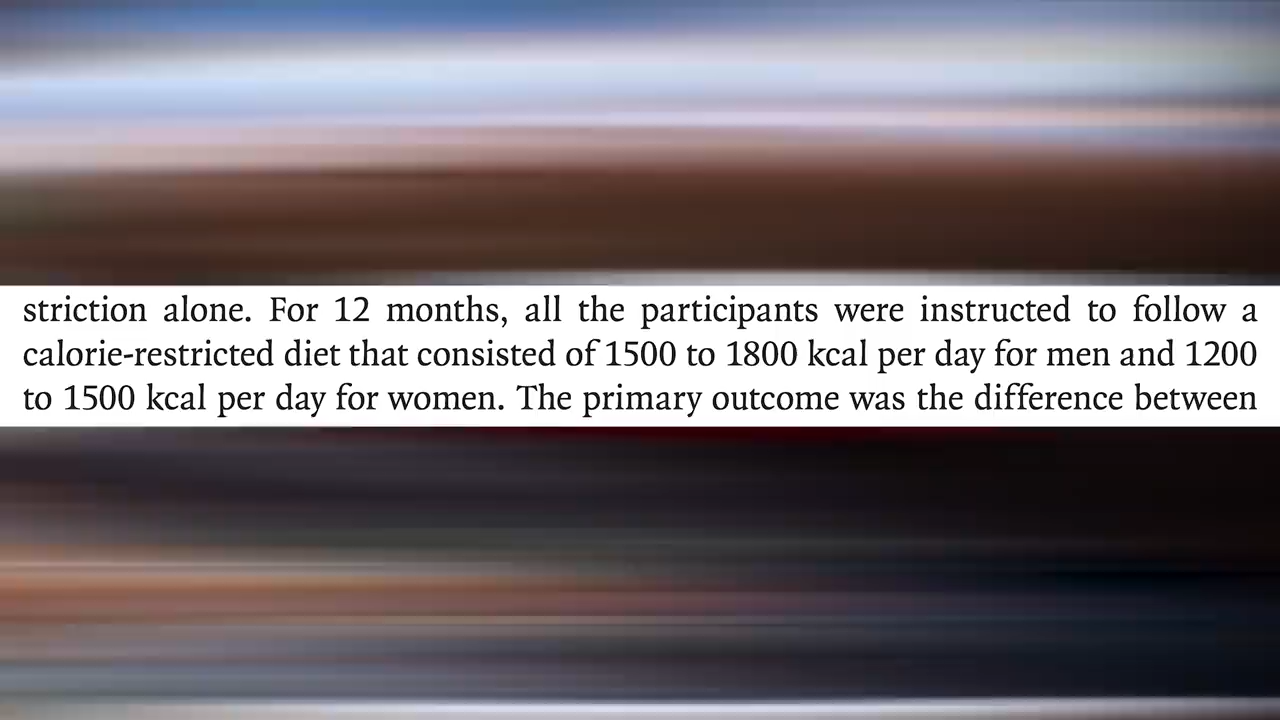 striction alone. For 12 months, all the participants were instructed to follow a
calorie-restricted diet that consisted of 1500 to 1800 kcal per day for men and 1200
to 1500 kcal per day for women. The primary outcome was the difference between